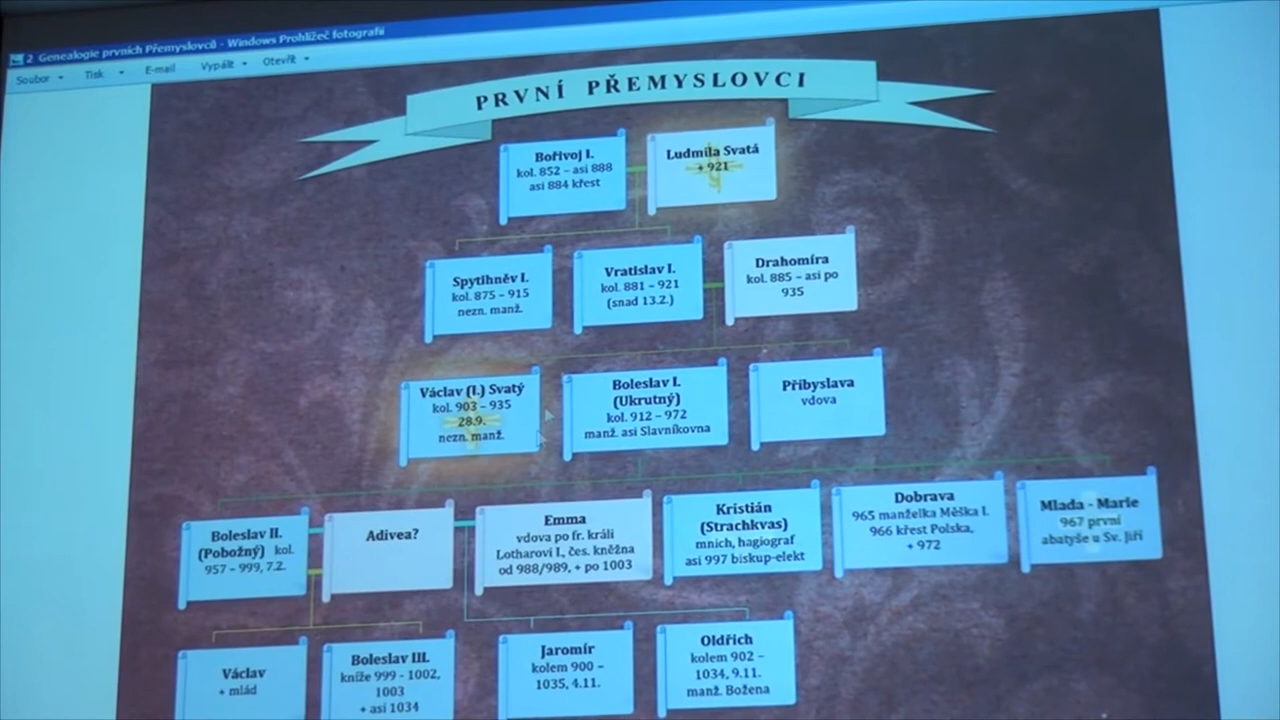 2 Genealogie prvních Přemyslovců - Windows Prohlížeč fotografií
Soubor Tisk E-mail Vypálit Otevřít
PRVNÍ PŘEMYSLOVCI
Bořivoj I.
kol. 852 – asi 888
asi 884 křest
Ludmila Svatá
+ 921
Spytihněv I.
kol. 875 – 915
nezn. manž.
Vratislav I.
kol. 881 – 921
(snad 13.2.)
Drahomíra
kol. 885 – asi po
935
Václav (I.) Svatý
kol. 903 – 935
28.9.
nezn. manž.
Boleslav I.
(Ukrutný)
kol. 912 – 972
manž. asi Slavníkovna
Přibyslava
vdova
Boleslav II.
(Pobožný) kol.
957 – 999, 7.2.
Adivea?
Emma
vdova po fr. králi
Lotharovi I., čes. kněžna
od 988/989, + po 1003
Kristián
(Strachkvas)
mnich, hagiograf
asi 997 biskup-elekt
Dobrava
965 manželka Měška I.
966 křest Polska,
+ 972
Mlada - Marie
967 první
abatyše u Sv. Jiří
Václav
+ mlád
Boleslav III.
kníže 999 - 1002,
1003
+ asi 1034
Jaromír
kolem 900 –
1035, 4.11.
Oldřich
kolem 902 –
1034, 9.11.
manž. Božena